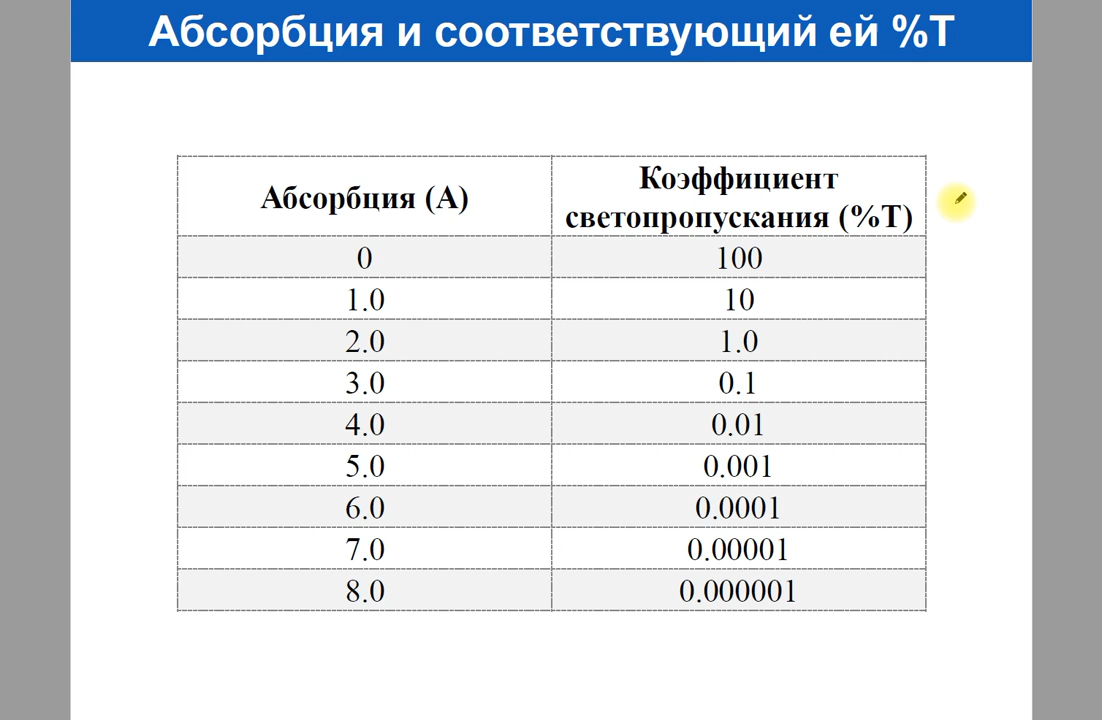 Абсорбция и соответствующий ей %T
Абсорбция (A)
Коэффициент
светопропускания (%T)
0 100
1.0 10
2.0 1.0
3.0 0.1
4.0 0.01
5.0 0.001
6.0 0.0001
7.0 0.00001
8.0 0.000001